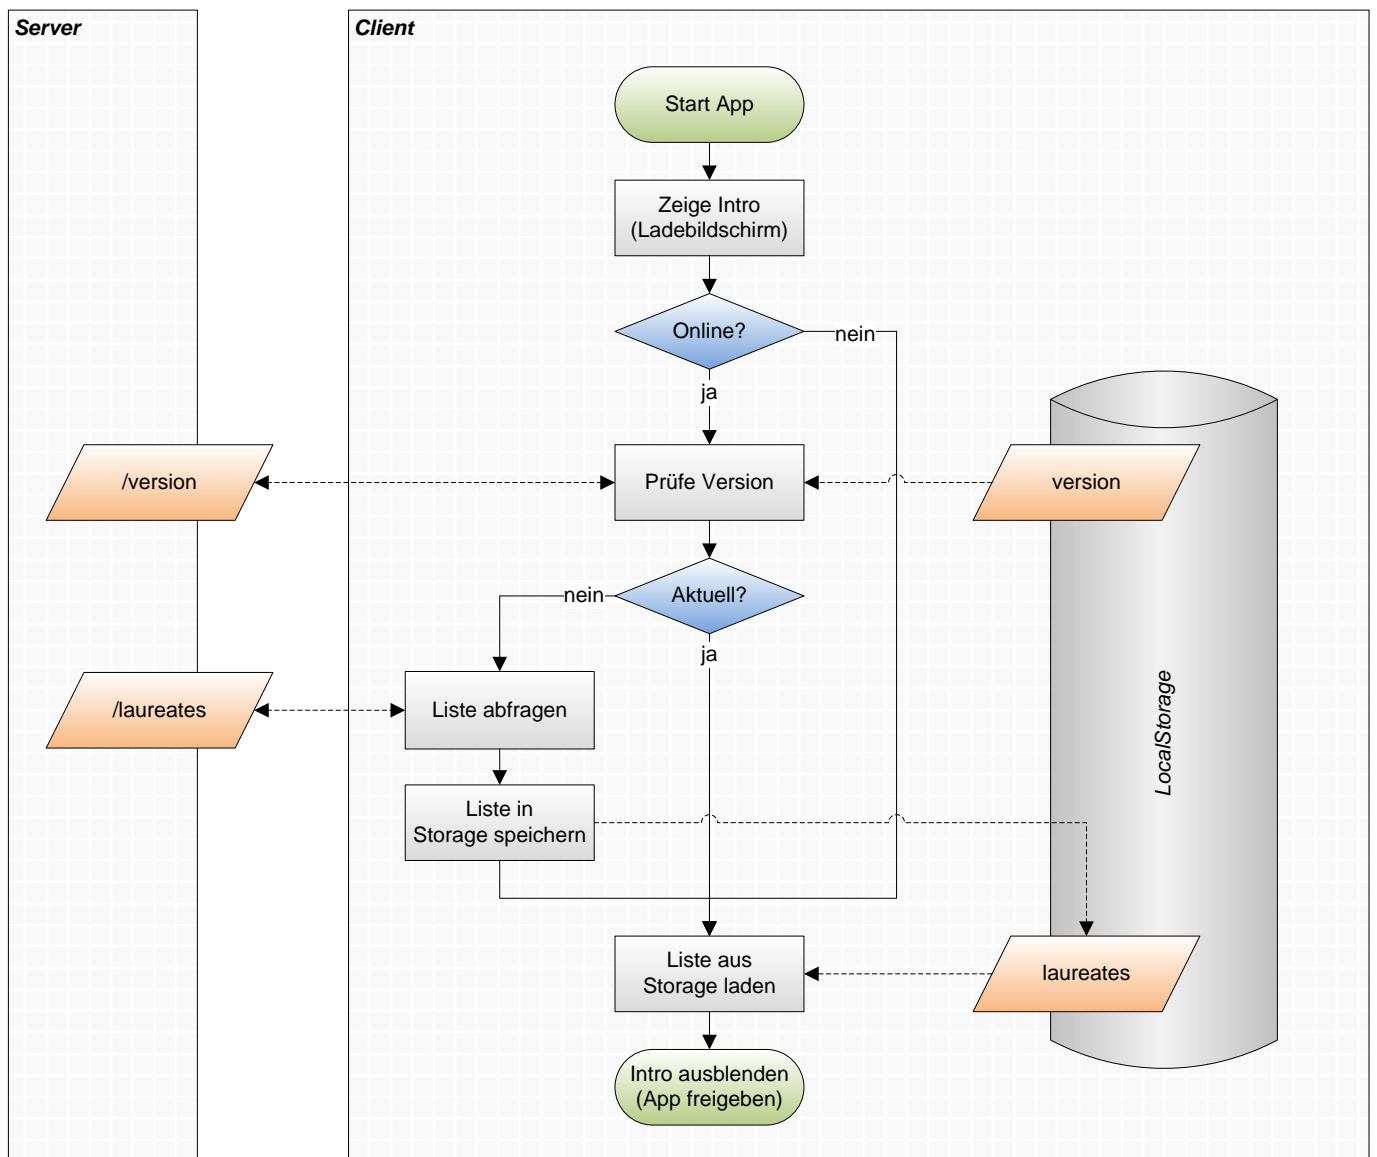 Server
Client
Start App
Zeige Intro
(Ladebildschirm)
Online?
nein
ja
/version
Prüfe Version
version
nein
Aktuell?
ja
/laureates
Liste abfragen
LocalStorage
Liste in
Storage speichern
Liste aus
Storage laden
laureates
Intro ausblenden
(App freigeben)